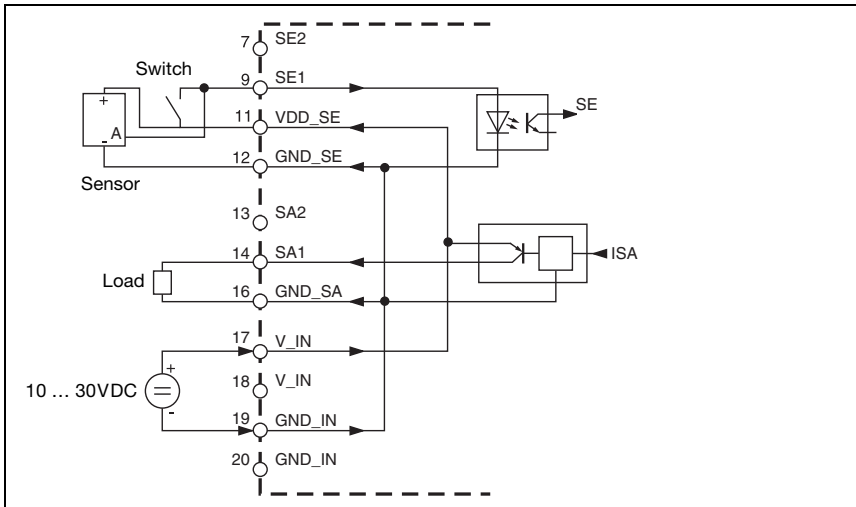 7 SE2
Switch
9 SE1
+
11 VDD_SE
SE
A
-
12 GND_SE
Sensor
13 SA2
14 SA1
ISA
Load
16 GND_SA
17 V_IN
+
10 ... 30VDC
18 V_IN
-
19 GND_IN
20 GND_IN